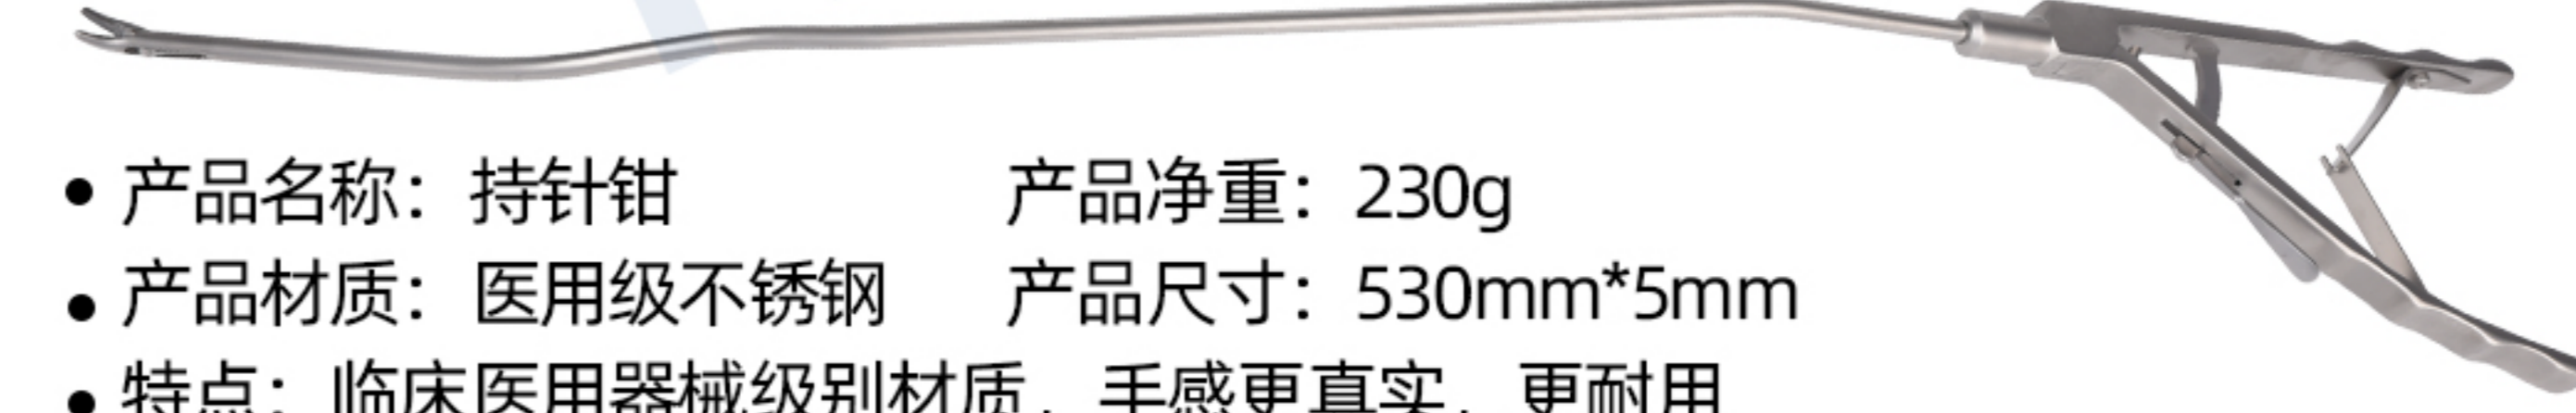 ● 产品名称：持针钳 产品净重：230g
● 产品材质：医用级不锈钢 产品尺寸：530mm*5mm
● 特点：临床医用器械级别材质，手感更真实，更耐用